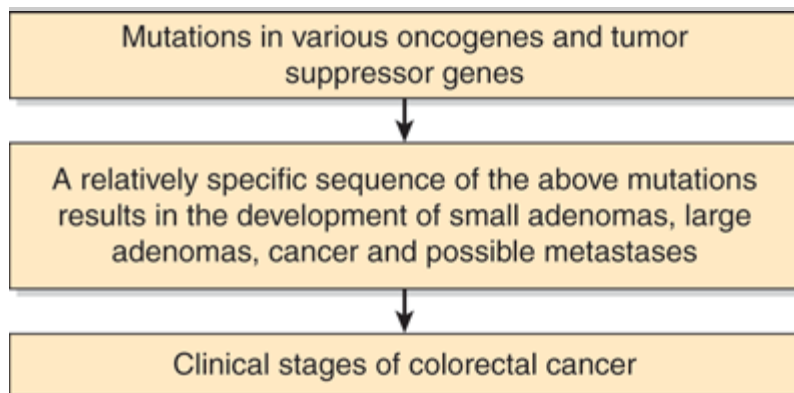 Mutations in various oncogenes and tumor
suppressor genes
A relatively specific sequence of the above mutations
results in the development of small adenomas, large
adenomas, cancer and possible metastases
Clinical stages of colorectal cancer